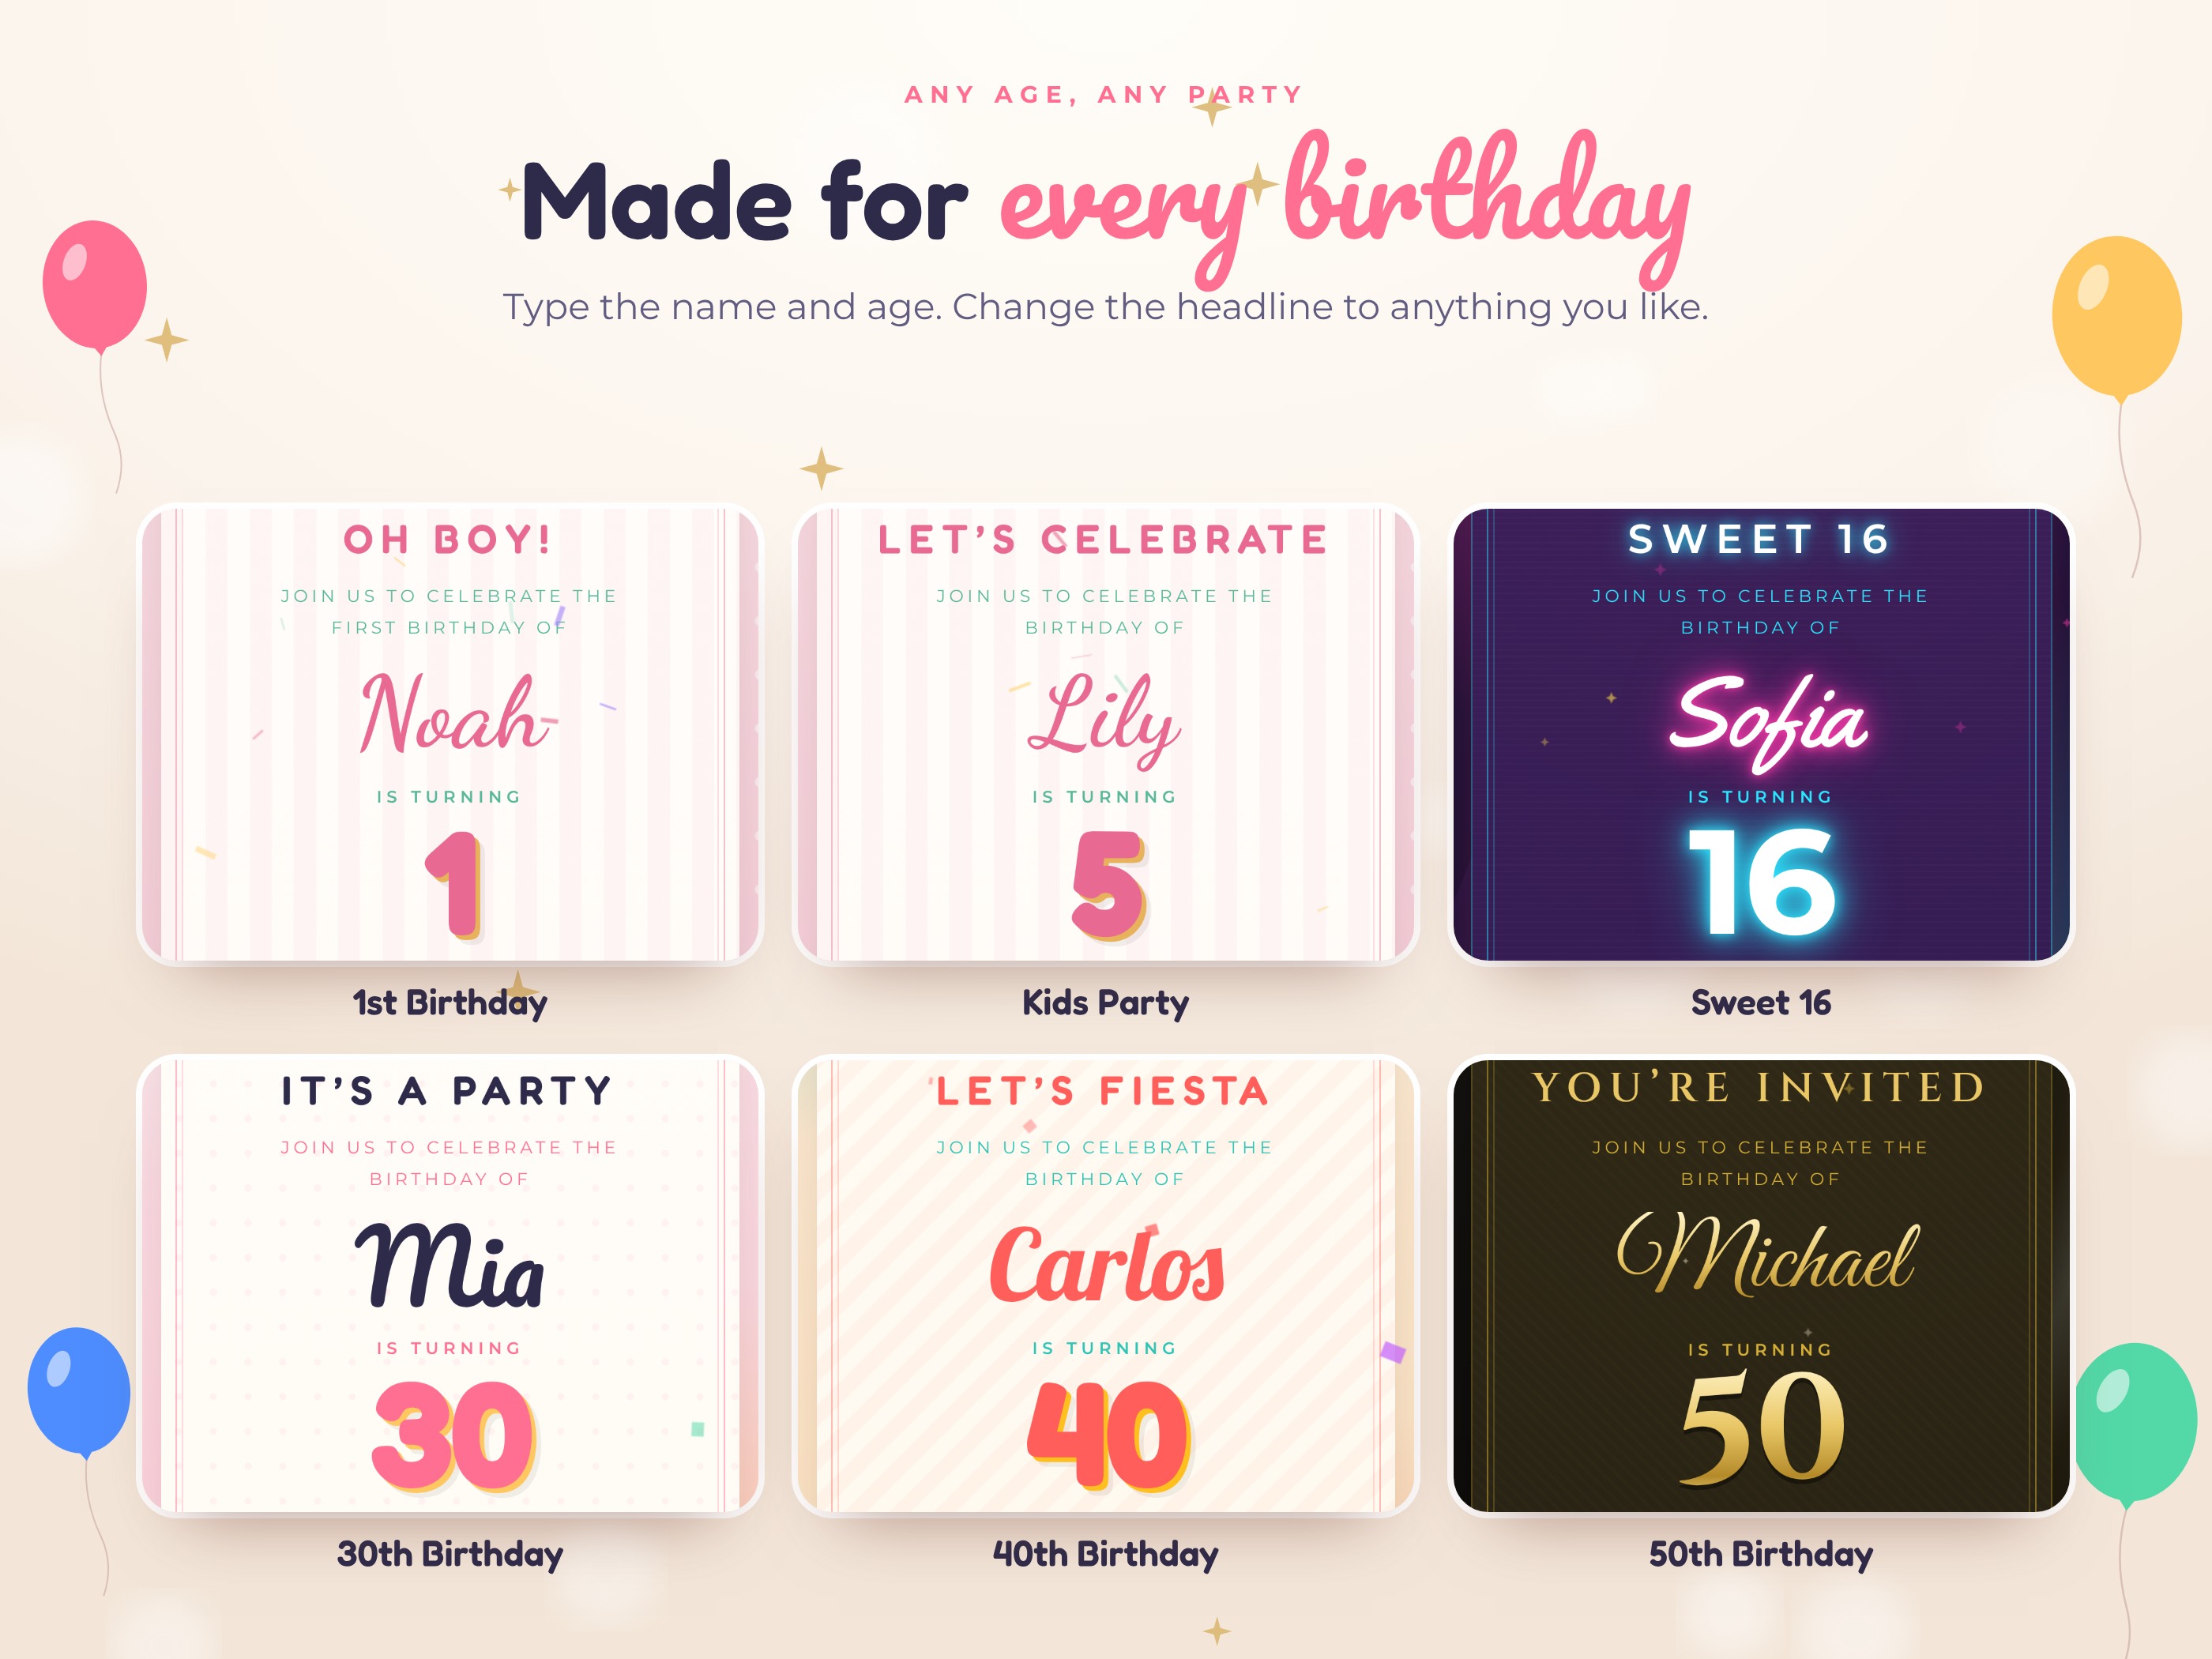 ANY AGE, ANY PARTY
Made for every birthday
Type the name and age. Change the headline to anything you like.
OH BOY!
JOIN US TO CELEBRATE THE
FIRST BIRTHDAY OF
Noah
IS TURNING
1
1st Birthday
LET’S CELEBRATE
JOIN US TO CELEBRATE THE
BIRTHDAY OF
Lily
IS TURNING
5
Kids Party
SWEET 16
JOIN US TO CELEBRATE THE
BIRTHDAY OF
Sofia
IS TURNING
16
Sweet 16
IT’S A PARTY
JOIN US TO CELEBRATE THE
BIRTHDAY OF
Mia
IS TURNING
30
30th Birthday
LET’S FIESTA
JOIN US TO CELEBRATE THE
BIRTHDAY OF
Carlos
IS TURNING
40
40th Birthday
YOU’RE INVITED
JOIN US TO CELEBRATE THE
BIRTHDAY OF
Michael
IS TURNING
50
50th Birthday